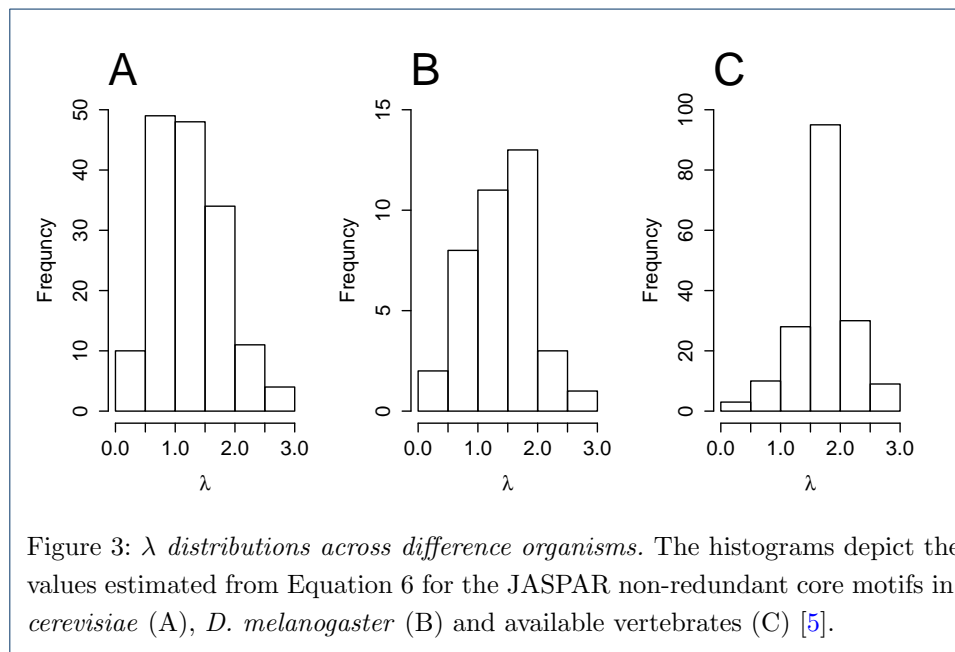 A B C
50
40
30
20
10
0
Frequncy
0.0 1.0 2.0 3.0
λ
15
10
5
0
Frequncy
0.0 1.0 2.0 3.0
λ
100
80
60
40
20
0
Frequncy
0.0 1.0 2.0 3.0
λ
Figure 3: λ distributions across difference organisms. The histograms depict the
values estimated from Equation 6 for the JASPAR non-redundant core motifs in
cerevisiae (A), D. melanogaster (B) and available vertebrates (C) [5].